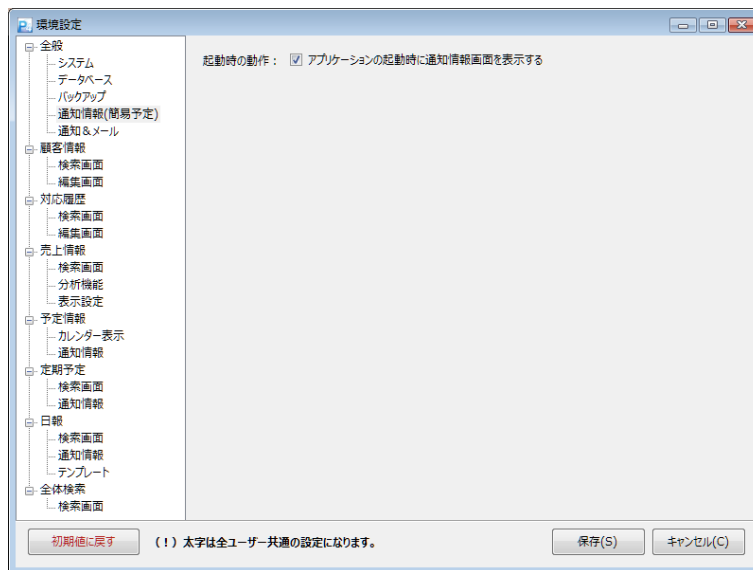 環境設定
全般
システム
データベース
バックアップ
通知情報(簡易予定)
通知&メール
顧客情報
検索画面
編集画面
対応履歴
検索画面
編集画面
売上情報
検索画面
分析機能
表示設定
予定情報
カレンダー表示
通知情報
定期予定
検索画面
通知情報
日報
検索画面
通知情報
テンプレート
全体検索
検索画面
起動時の動作: アプリケーションの起動時に通知情報画面を表示する
初期値に戻す (!) 太字は全ユーザー共通の設定になります。 保存(S) キャンセル(C)